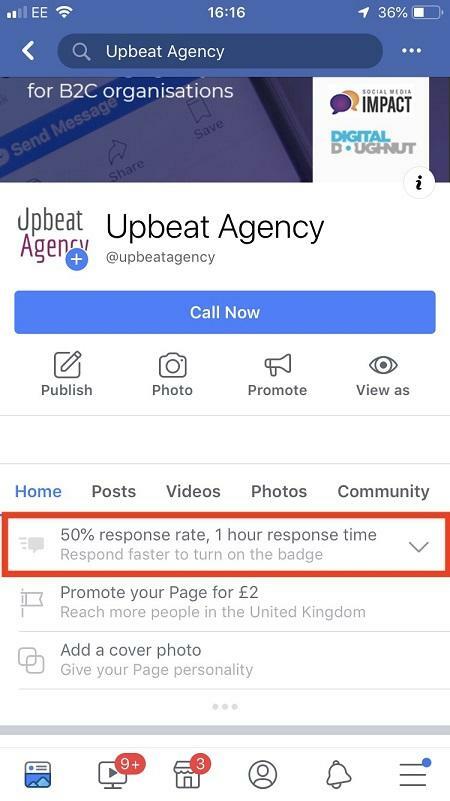 EE 16:16 36%
Upbeat Agency
for B2C organisations
Send Message
Share
Save
SOCIAL MEDIA
IMPACT
DIGITAL
DOUGHNUT
i
Upbeat
Agency
Upbeat Agency
@upbeatagency
Call Now
Publish Photo Promote View as
Home Posts Videos Photos Community
50% response rate, 1 hour response time
Respond faster to turn on the badge
Promote your Page for £2
Reach more people in the United Kingdom
Add a cover photo
Give your Page personality
9+ 3